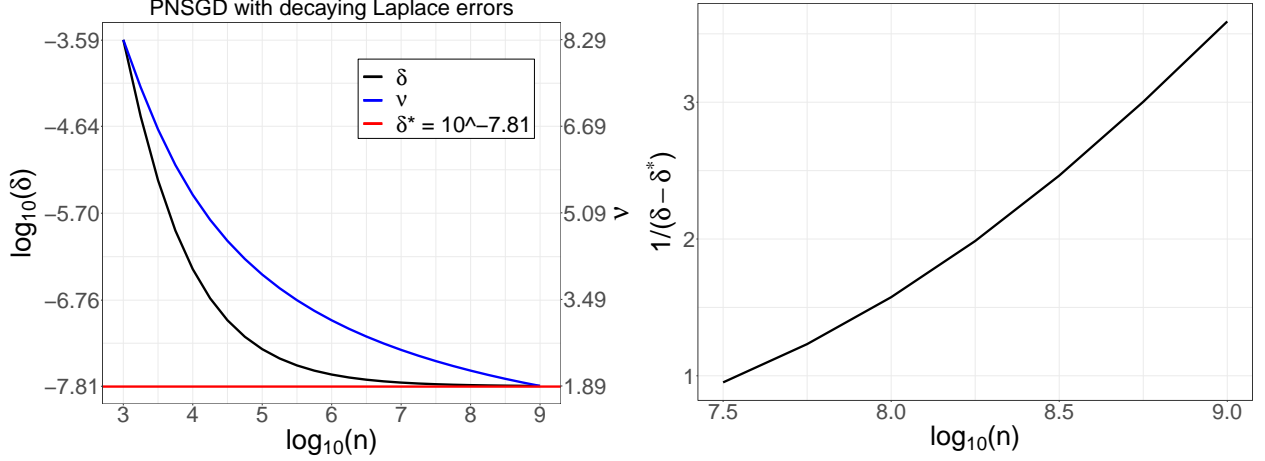 PNSGD with decaying Laplace errors
log₁₀(δ)
−3.59
−4.64
−5.70
−6.76
−7.81
δ
ν
δ* = 10^−7.81
8.29
6.69
5.09
3.49
1.89
ν
3 4 5 6 7 8 9
log₁₀(n)
1/(δ − δ*)
3
2
1
7.5 8.0 8.5 9.0
log₁₀(n)